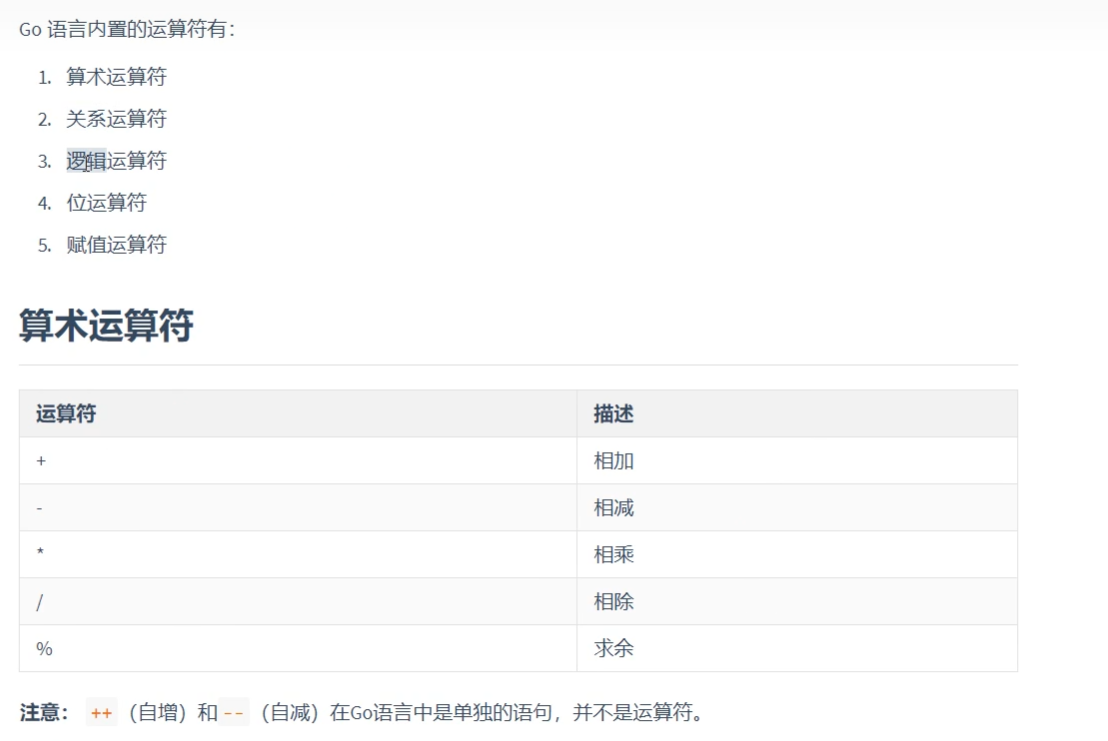 Go 语言内置的运算符有：
1. 算术运算符
2. 关系运算符
3. 逻辑运算符
4. 位运算符
5. 赋值运算符
算术运算符
运算符 描述
+ 相加
- 相减
* 相乘
/ 相除
% 求余
注意： ++（自增）和--（自减）在Go语言中是单独的语句，并不是运算符。